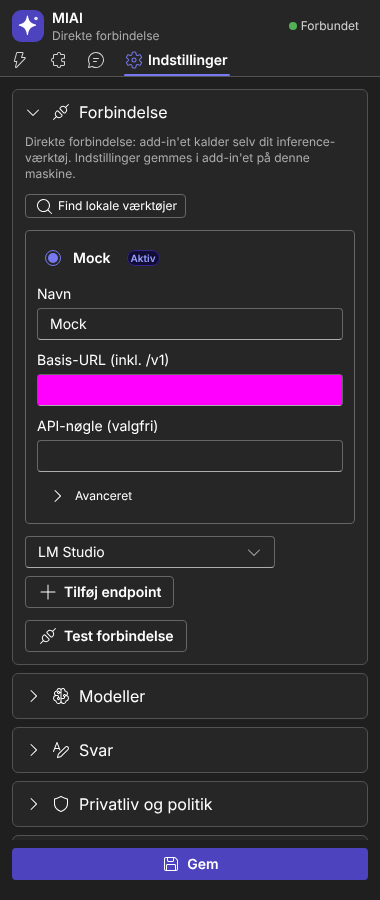 MIAI
Direkte forbindelse
Forbundet
Indstillinger
Forbindelse
Direkte forbindelse: add-in'et kalder selv dit inference-
værktøj. Indstillinger gemmes i add-in'et på denne
maskine.
Find lokale værktøjer
Mock
Aktiv
Navn
Mock
Basis-URL (inkl. /v1)
API-nøgle (valgfri)
Avanceret
LM Studio
Tilføj endpoint
Test forbindelse
Modeller
Svar
Privatliv og politik
Gem